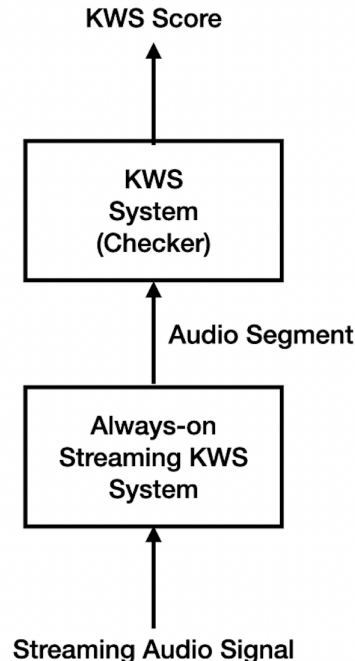 KWS Score
KWS
System
(Checker)
Audio Segment
Always-on
Streaming KWS
System
Streaming Audio Signal